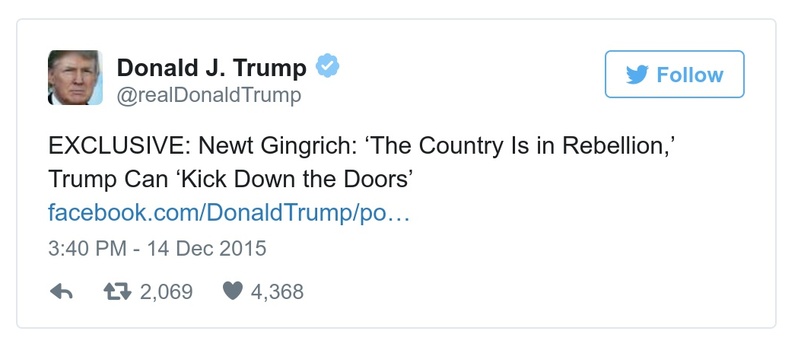 Donald J. Trump
@realDonaldTrump
Follow
EXCLUSIVE: Newt Gingrich: ‘The Country Is in Rebellion,’
Trump Can ‘Kick Down the Doors’
facebook.com/DonaldTrump/po…
3:40 PM - 14 Dec 2015
2,069 4,368